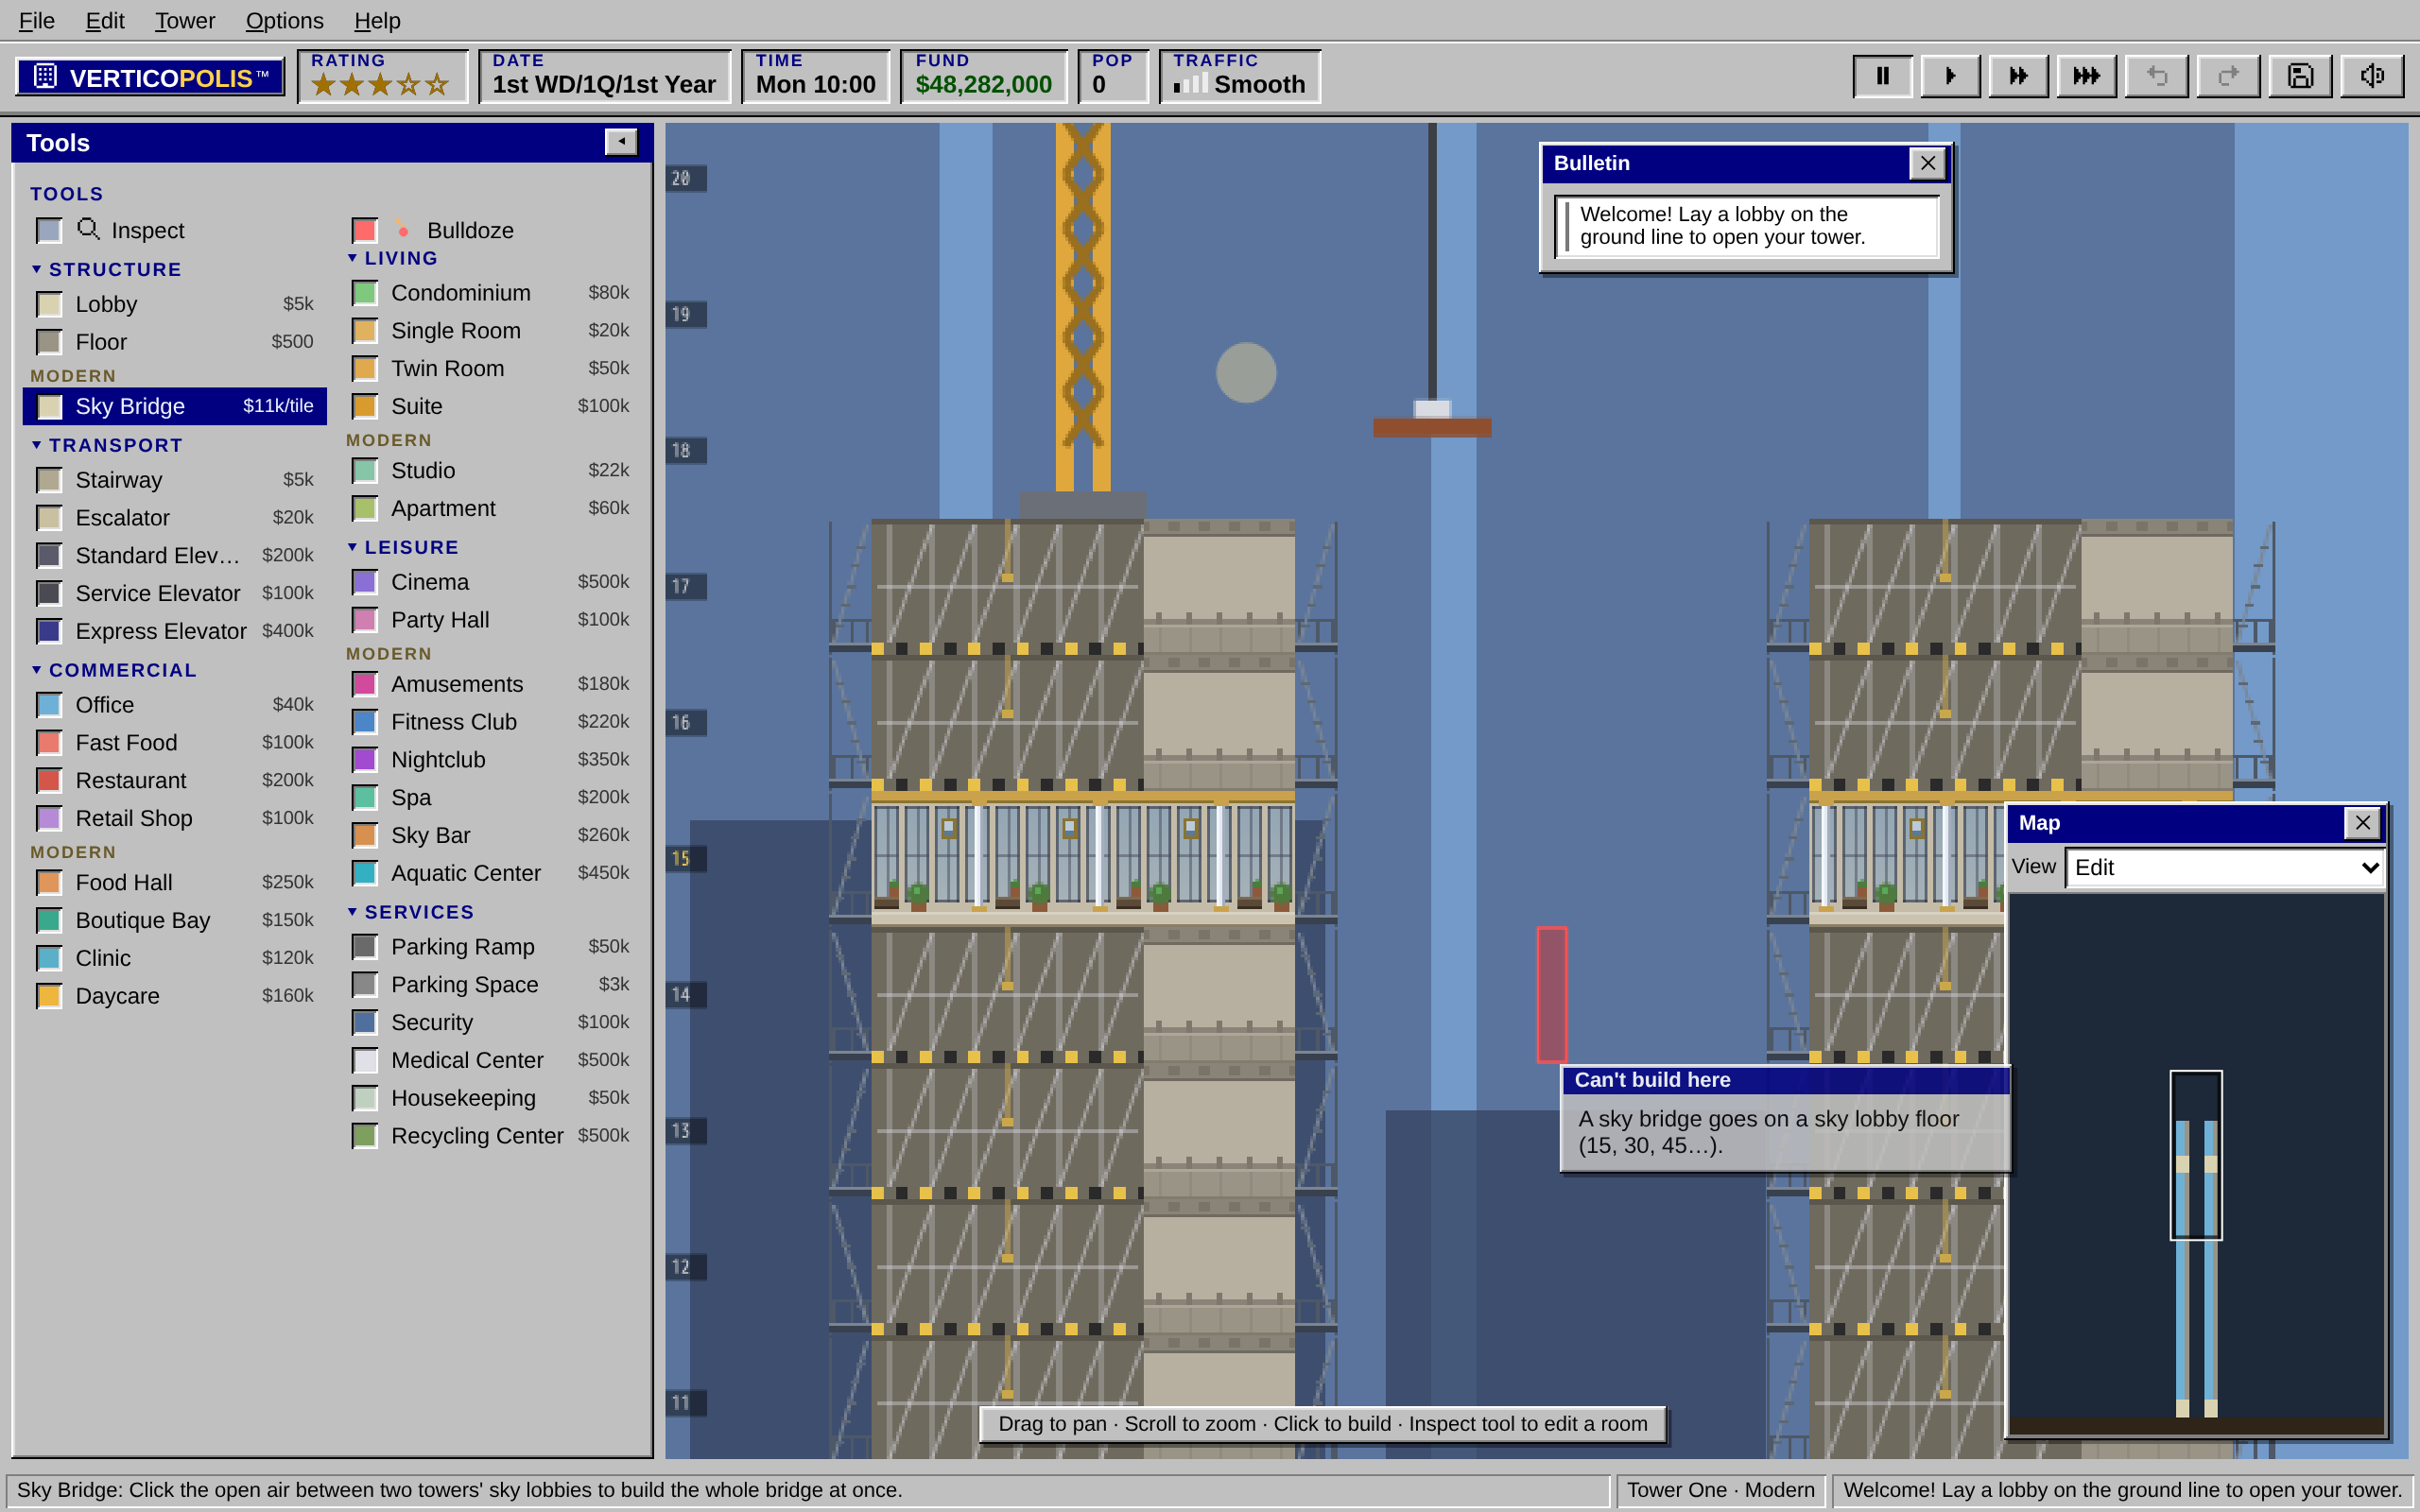 File Edit Tower Options Help
VERTICOPOLIS™
RATING
DATE
1st WD/1Q/1st Year
TIME
Mon 10:00
FUND
$48,282,000
POP
0
TRAFFIC
Smooth
Tools
TOOLS
Inspect
Bulldoze
STRUCTURE
Lobby $5k
Floor $500
MODERN
Sky Bridge $11k/tile
TRANSPORT
Stairway $5k
Escalator $20k
Standard Elev… $200k
Service Elevator $100k
Express Elevator $400k
COMMERCIAL
Office $40k
Fast Food $100k
Restaurant $200k
Retail Shop $100k
MODERN
Food Hall $250k
Boutique Bay $150k
Clinic $120k
Daycare $160k
LIVING
Condominium $80k
Single Room $20k
Twin Room $50k
Suite $100k
MODERN
Studio $22k
Apartment $60k
LEISURE
Cinema $500k
Party Hall $100k
MODERN
Amusements $180k
Fitness Club $220k
Nightclub $350k
Spa $200k
Sky Bar $260k
Aquatic Center $450k
SERVICES
Parking Ramp $50k
Parking Space $3k
Security $100k
Medical Center $500k
Housekeeping $50k
Recycling Center $500k
20
19
18
17
16
15
14
13
12
11
Bulletin
Welcome! Lay a lobby on the
ground line to open your tower.
Map
View Edit
Can't build here
A sky bridge goes on a sky lobby floor
(15, 30, 45…).
Drag to pan · Scroll to zoom · Click to build · Inspect tool to edit a room
Sky Bridge: Click the open air between two towers' sky lobbies to build the whole bridge at once.
Tower One · Modern
Welcome! Lay a lobby on the ground line to open your tower.